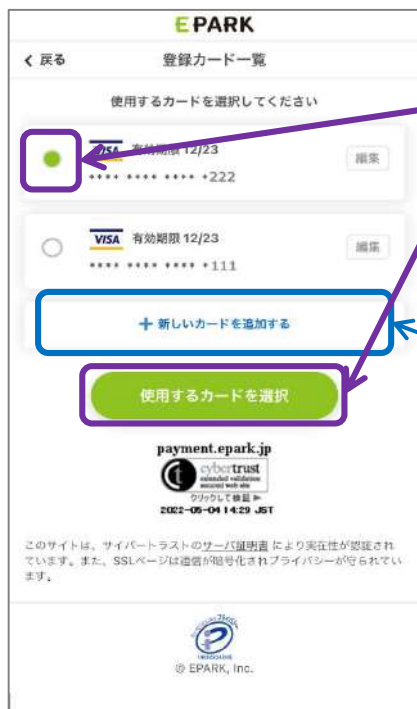 EPARK
< 戻る 登録カード一覧
使用するカードを選択してください
VISA 有効期限 12/23
**** **** **** *222
編集
VISA 有効期限 12/23
**** **** **** *111
編集
+ 新しいカードを追加する
使用するカードを選択
payment.epark.jp
cybertrust
extended validation
secured web site
クリックして検証
2022-05-04 14:29 JST
このサイトは、サイバートラストのサーバ証明書 により実在性が認証され
ています。また、SSLページは通信が暗号化されプライバシーが守られてい
ます。
© EPARK, Inc.